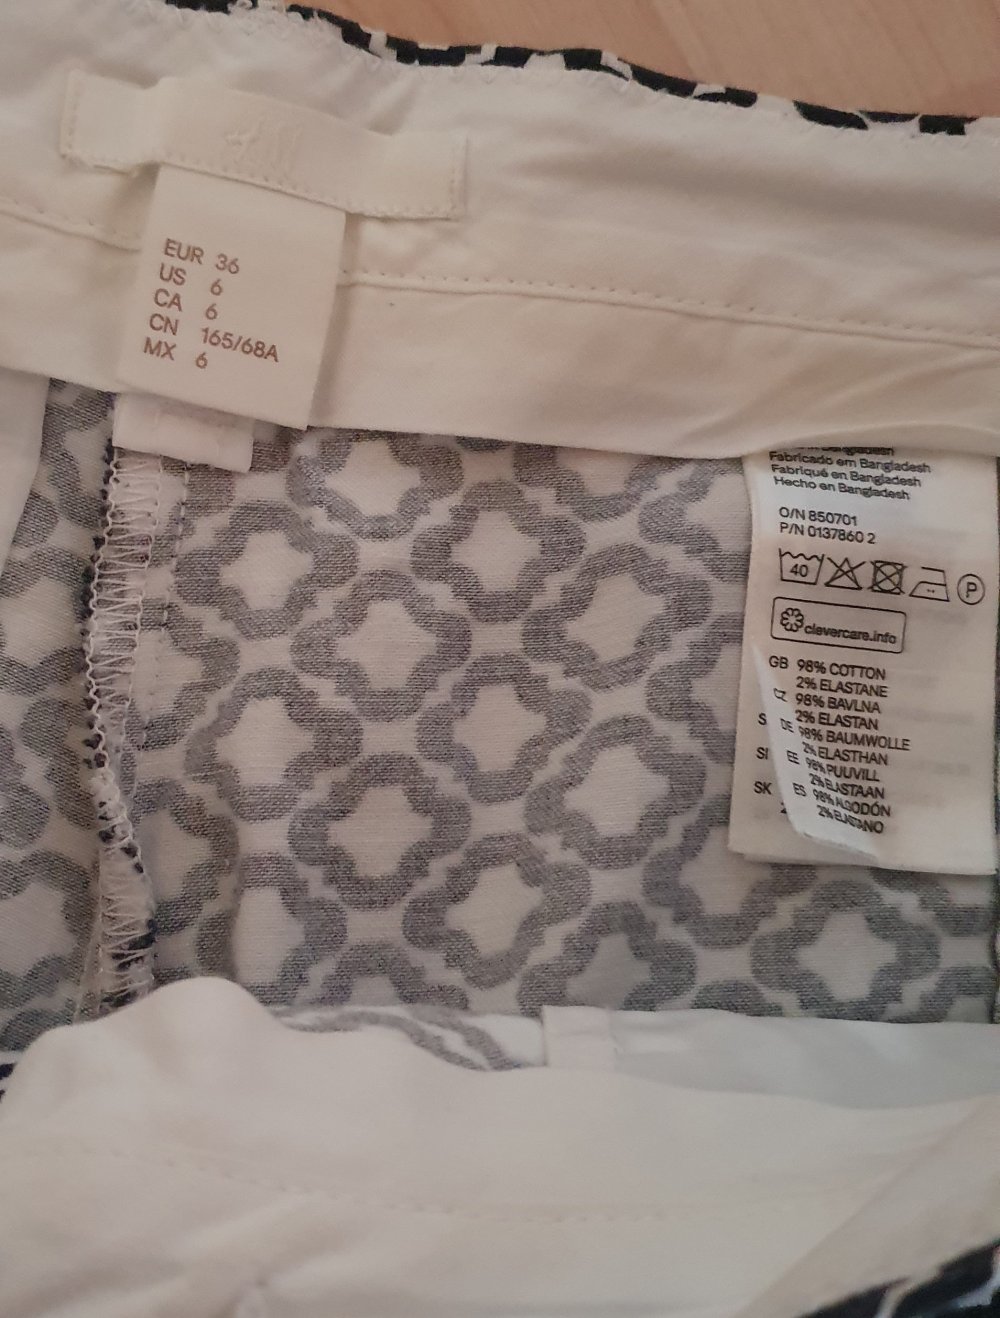 EUR 36
US 6
CA 6
CN 165/68A
MX 6
Bangladesh
Fabricado em Bangladesh
Fabriqué en Bangladesh
Hecho en Bangladesh
O/N 850701
P/N 0137860 2
40
P
clevercare.info
GB 98% COTTON
2% ELASTANE
CZ 98% BAVLNA
2% ELASTAN
DE 98% BAUMWOLLE
2% ELASTHAN
EE 98% PUUVILL
2% ELASTAAN
ES 98% ALGODÓN
2% ELASTANO
S
SI
SK